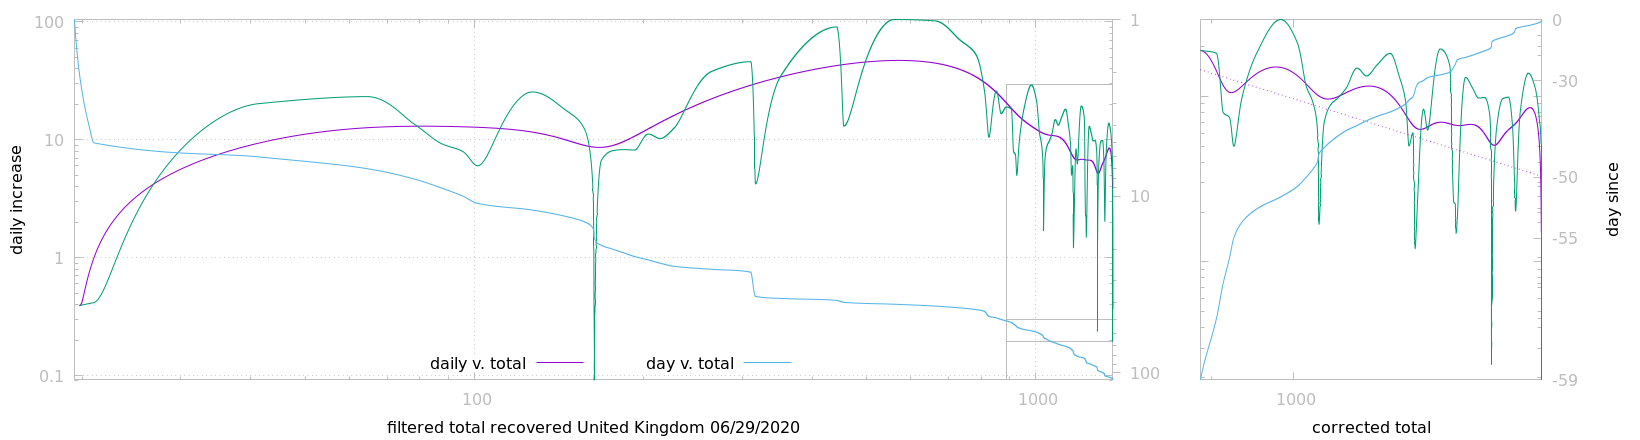 100
10
1
0.1
daily increase
100
1000
1
10
100
daily v. total
day v. total
filtered total recovered United Kingdom 06/29/2020
0
-30
-50
-55
-59
day since
1000
corrected total